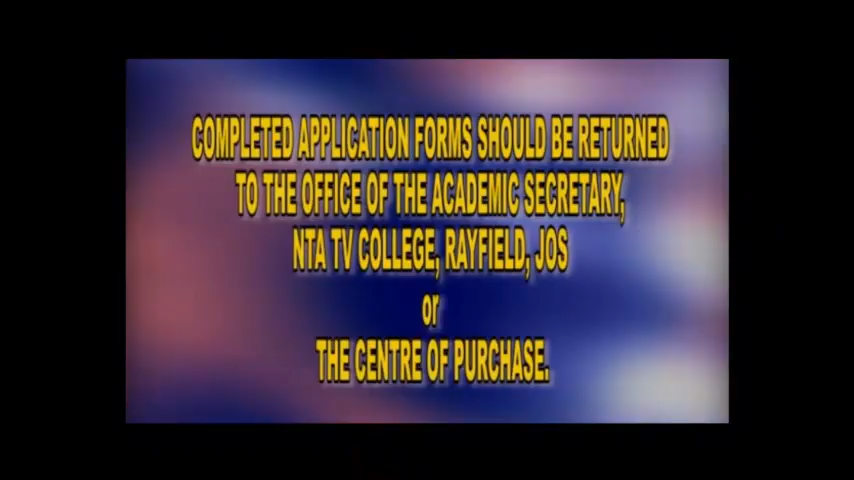 COMPLETED APPLICATION FORMS SHOULD BE RETURNED
TO THE OFFICE OF THE ACADEMIC SECRETARY,
NTA TV COLLEGE, RAYFIELD, JOS
or
THE CENTRE OF PURCHASE.